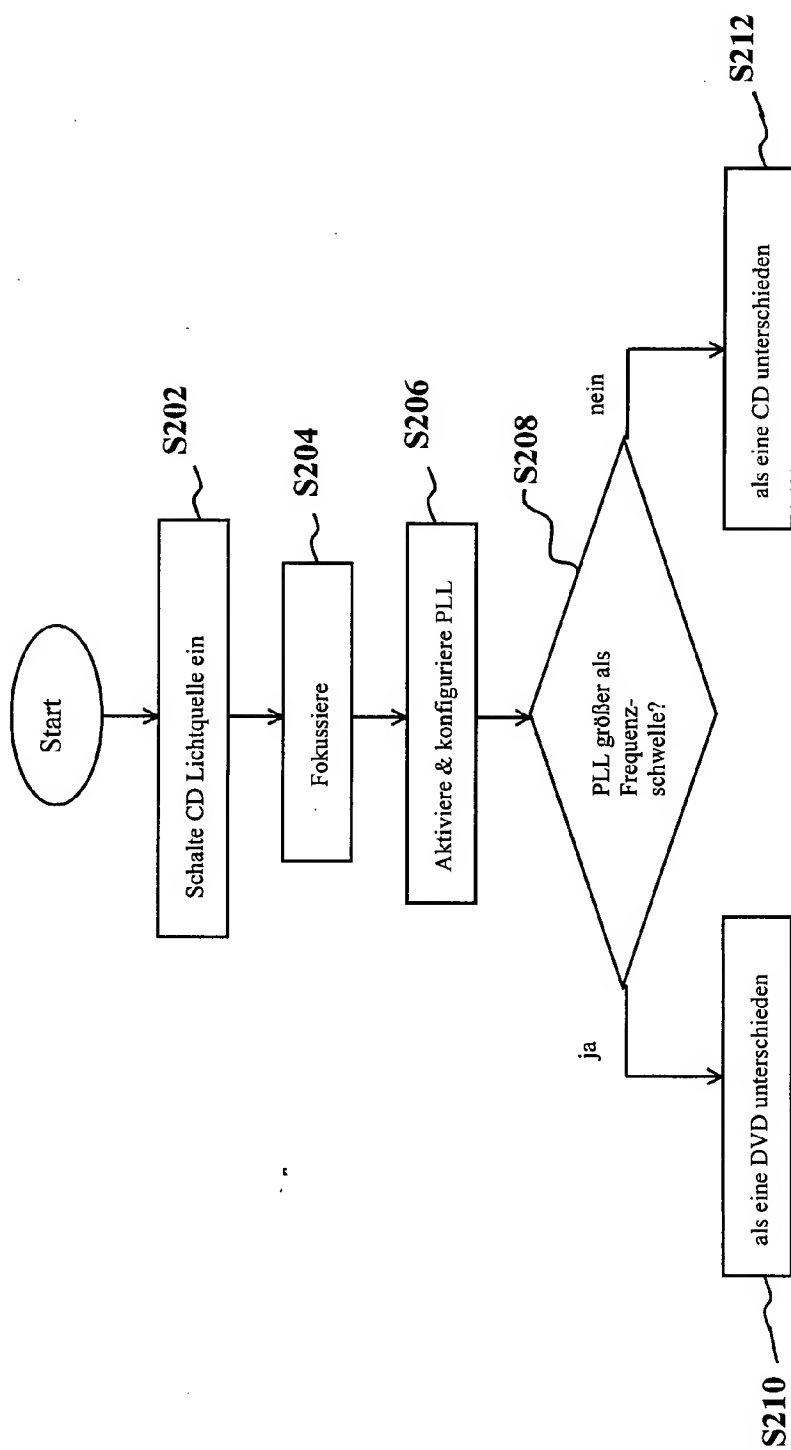 Start
Schalte CD Lichtquelle ein
S202
Fokussiere
S204
Aktiviere & konfiguriere PLL
S206
PLL größer als
Frequenz-
schwelle?
S208
ja
nein
als eine DVD unterschieden
S210
als eine CD unterschieden
S212